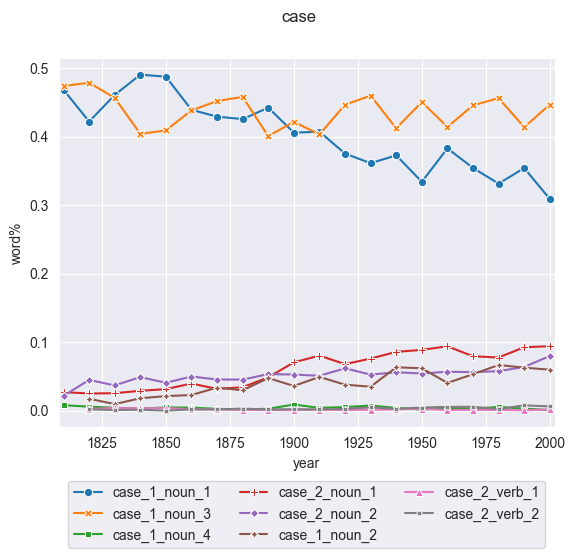 case
0.5
0.4
0.3
0.2
0.1
0.0
word%
1825 1850 1875 1900 1925 1950 1975 2000
year
case_1_noun_1 case_2_noun_1 case_2_verb_1
case_1_noun_3 case_2_noun_2 case_2_verb_2
case_1_noun_4 case_1_noun_2